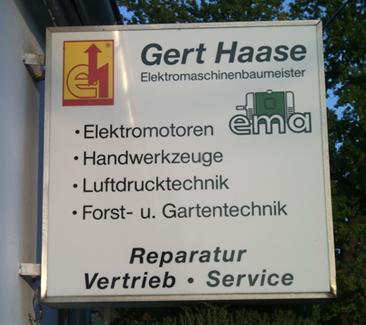 Gert Haase
Elektromaschinenbaumeister
ema
• Elektromotoren
• Handwerkzeuge
• Luftdrucktechnik
• Forst- u. Gartentechnik
Reparatur
Vertrieb • Service